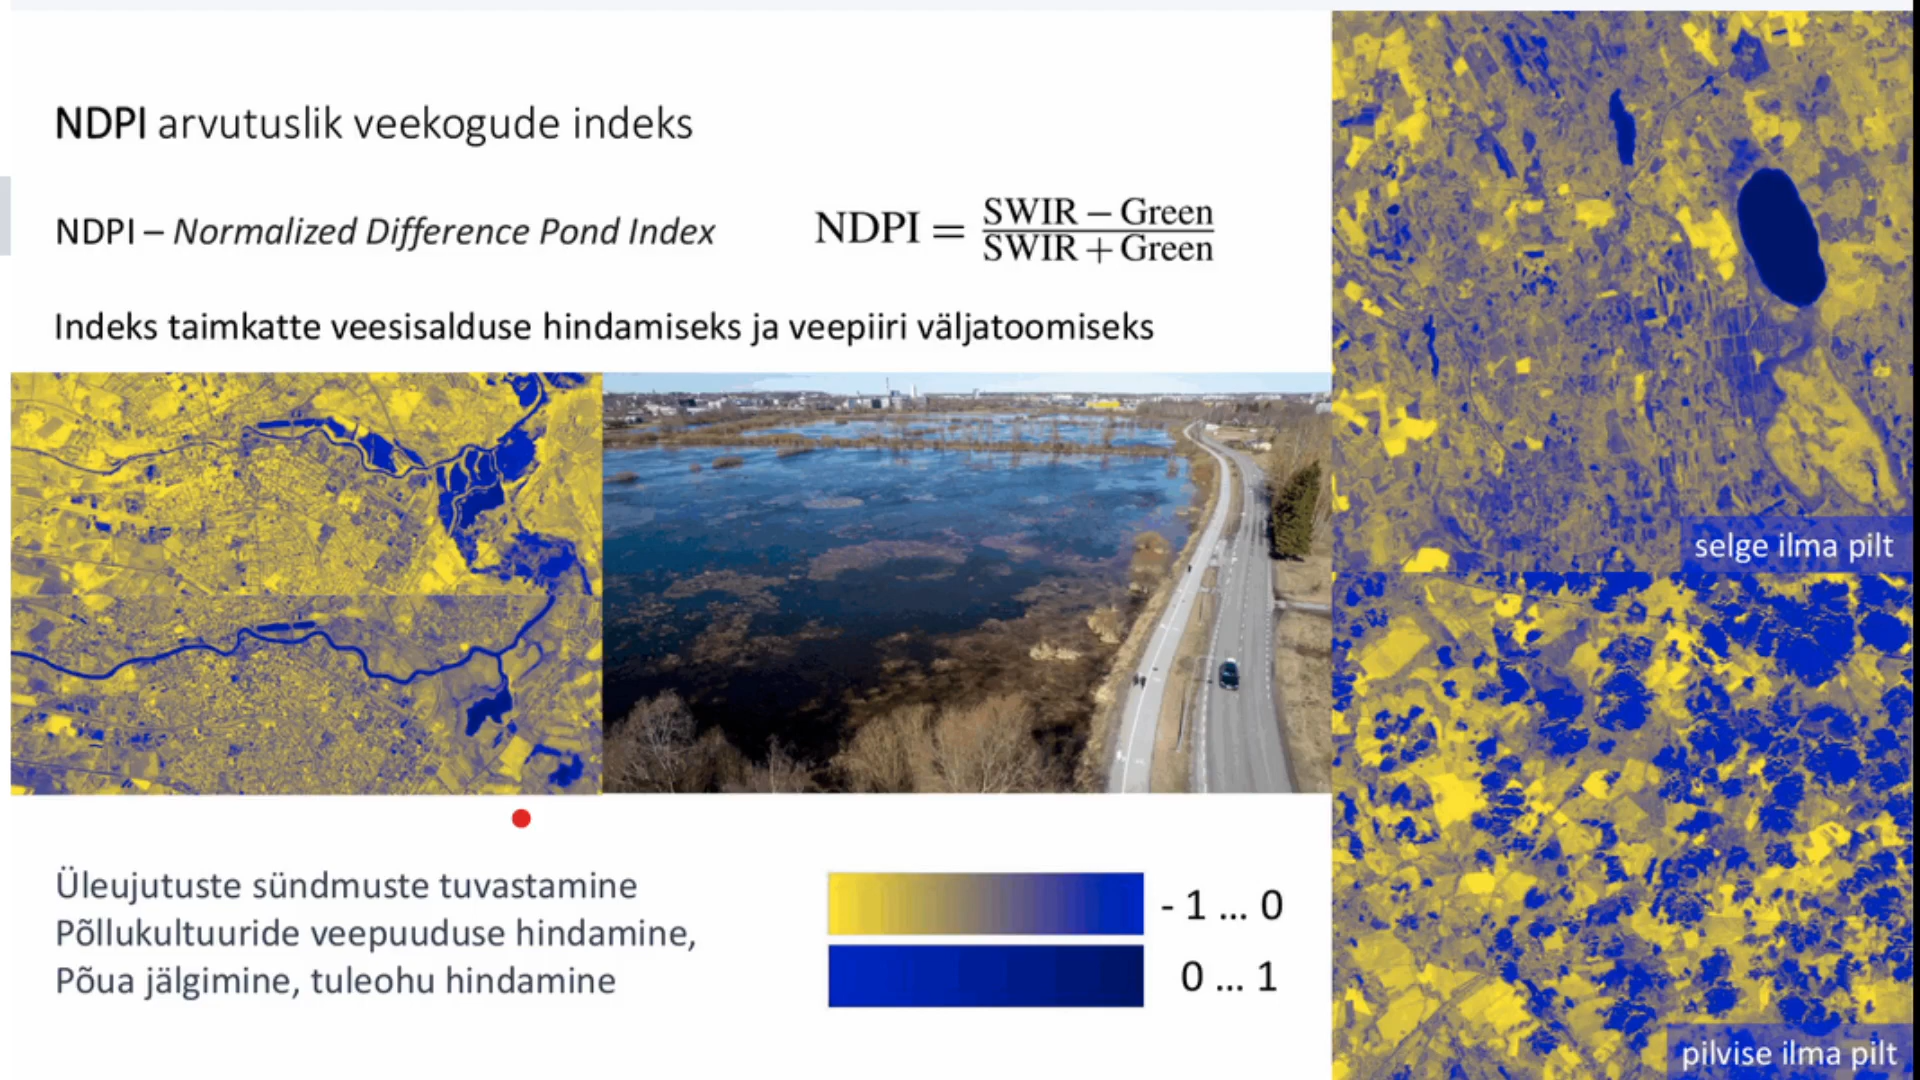 NDPI arvutuslik veekogude indeks
NDPI – Normalized Difference Pond Index
NDPI = SWIR − Green / SWIR + Green
Indeks taimkatte veesisalduse hindamiseks ja veepiiri väljatoomiseks
selge ilma pilt
Üleujutuste sündmuste tuvastamine
Põllukultuuride veepuuduse hindamine,
Põua jälgimine, tuleohu hindamine
- 1 ... 0
0 ... 1
pilvise ilma pilt